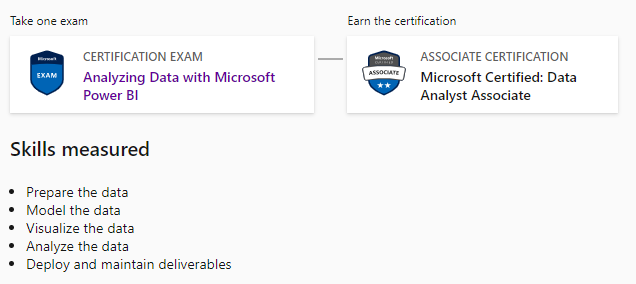 Take one exam
Earn the certification
Microsoft
EXAM
CERTIFICATION EXAM
Analyzing Data with Microsoft
Power BI
Microsoft
CERTIFIED
ASSOCIATE
ASSOCIATE CERTIFICATION
Microsoft Certified: Data
Analyst Associate
Skills measured
Prepare the data
Model the data
Visualize the data
Analyze the data
Deploy and maintain deliverables